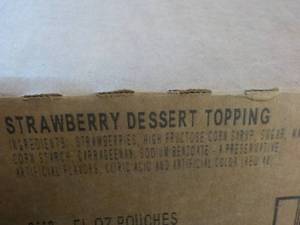 STRAWBERRY DESSERT TOPPING
INGREDIENTS: STRAWBERRIES, HIGH FRUCTOSE CORN SYRUP, SUGAR,
CORN STARCH, CARRAGEENAN, SODIUM BENZOATE - A PRESERVATIVE,
ARTIFICIAL FLAVORS, CITRIC ACID AND ARTIFICIAL COLOR (RED 40)
FL OZ POUCHES